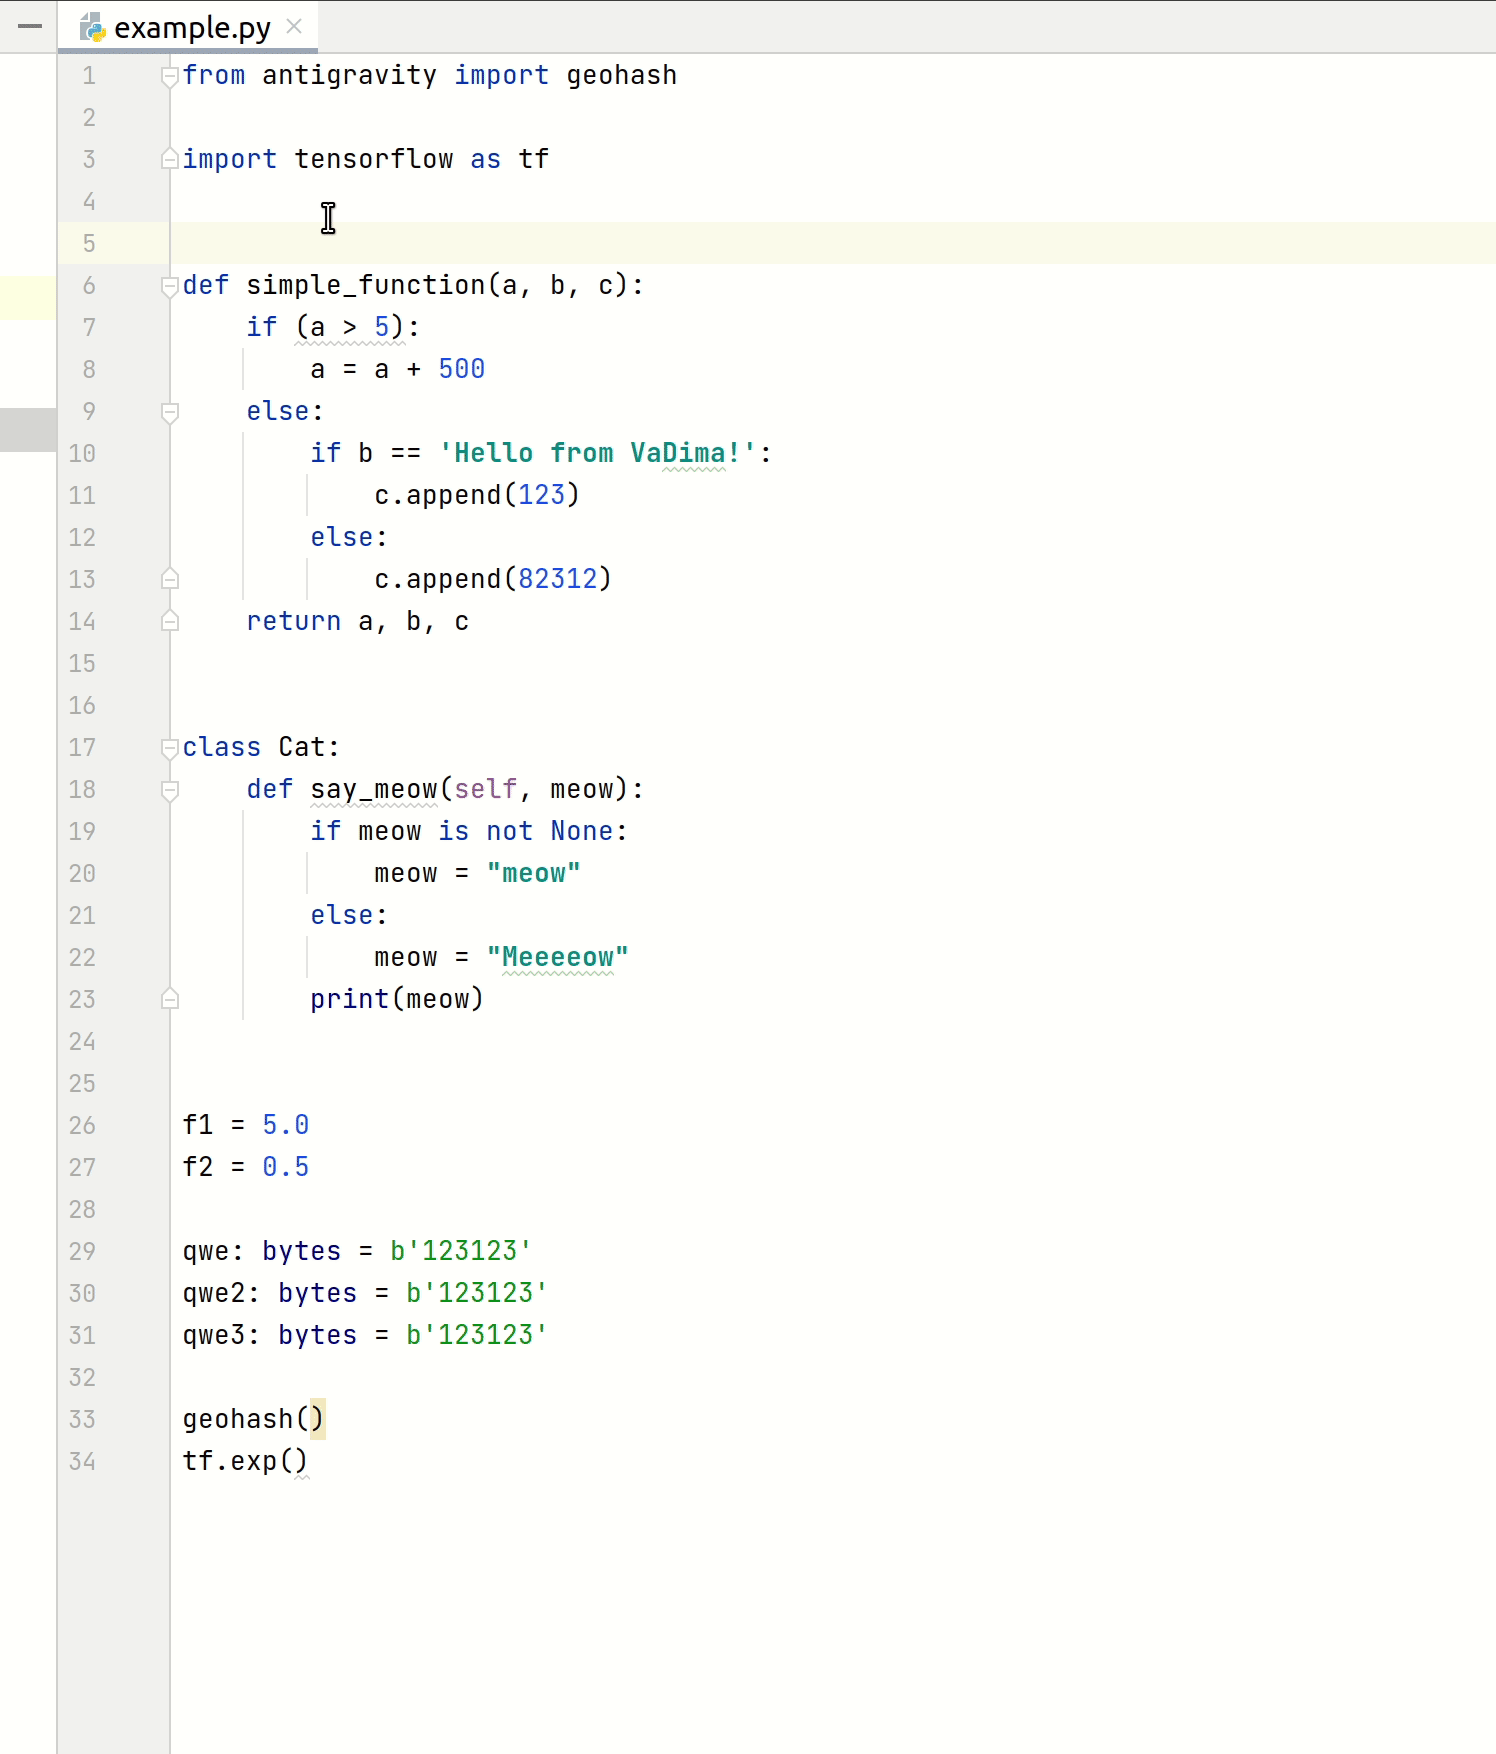 example.py
1 from antigravity import geohash
2
3 import tensorflow as tf
4
5
6 def simple_function(a, b, c):
7     if (a > 5):
8         a = a + 500
9     else:
10         if b == 'Hello from VaDima!':
11             c.append(123)
12         else:
13             c.append(82312)
14     return a, b, c
15
16
17 class Cat:
18     def say_meow(self, meow):
19         if meow is not None:
20             meow = "meow"
21         else:
22             meow = "Meeeeow"
23         print(meow)
24
25
26 f1 = 5.0
27 f2 = 0.5
28
29 qwe: bytes = b'123123'
30 qwe2: bytes = b'123123'
31 qwe3: bytes = b'123123'
32
33 geohash()
34 tf.exp()